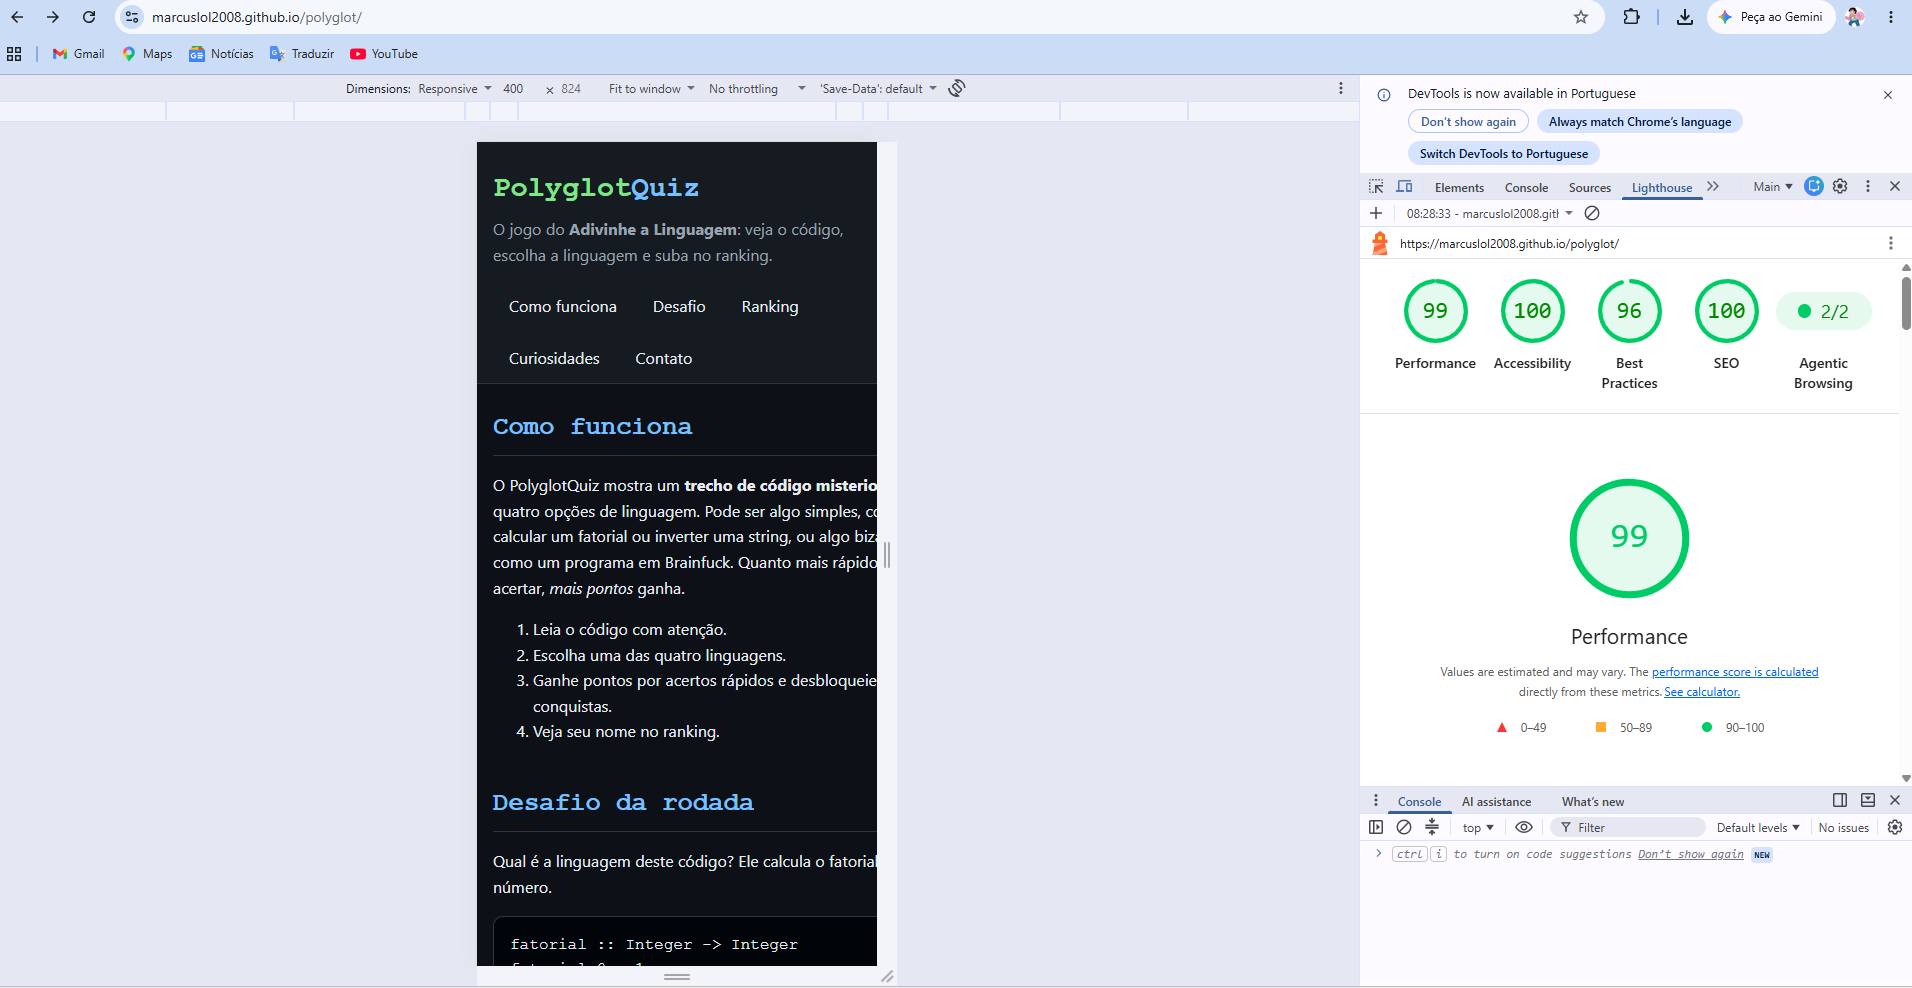 marcuslol2008.github.io/polyglot/
Peça ao Gemini
Gmail
Maps
Notícias
Traduzir
YouTube
Dimensions: Responsive 400 × 824 Fit to window No throttling 'Save-Data': default
PolyglotQuiz
O jogo do Adivinhe a Linguagem: veja o código,
escolha a linguagem e suba no ranking.
Como funciona Desafio Ranking
Curiosidades Contato
Como funciona
O PolyglotQuiz mostra um trecho de código misterio
quatro opções de linguagem. Pode ser algo simples, co
calcular um fatorial ou inverter uma string, ou algo biza
como um programa em Brainfuck. Quanto mais rápido
acertar, mais pontos ganha.
1. Leia o código com atenção.
2. Escolha uma das quatro linguagens.
3. Ganhe pontos por acertos rápidos e desbloqueie
conquistas.
4. Veja seu nome no ranking.
Desafio da rodada
Qual é a linguagem deste código? Ele calcula o fatorial
número.
fatorial :: Integer -> Integer
DevTools is now available in Portuguese
Don't show again
Always match Chrome's language
Switch DevTools to Portuguese
Elements Console Sources Lighthouse Main
08:28:33 - marcuslol2008.gith
https://marcuslol2008.github.io/polyglot/
99 100 96 100 2/2
Performance Accessibility Best Practices SEO Agentic Browsing
99
Performance
Values are estimated and may vary. The performance score is calculated
directly from these metrics. See calculator.
0–49 50–89 90–100
Console AI assistance What's new
top Filter Default levels No issues
ctrl i to turn on code suggestions Don't show again NEW